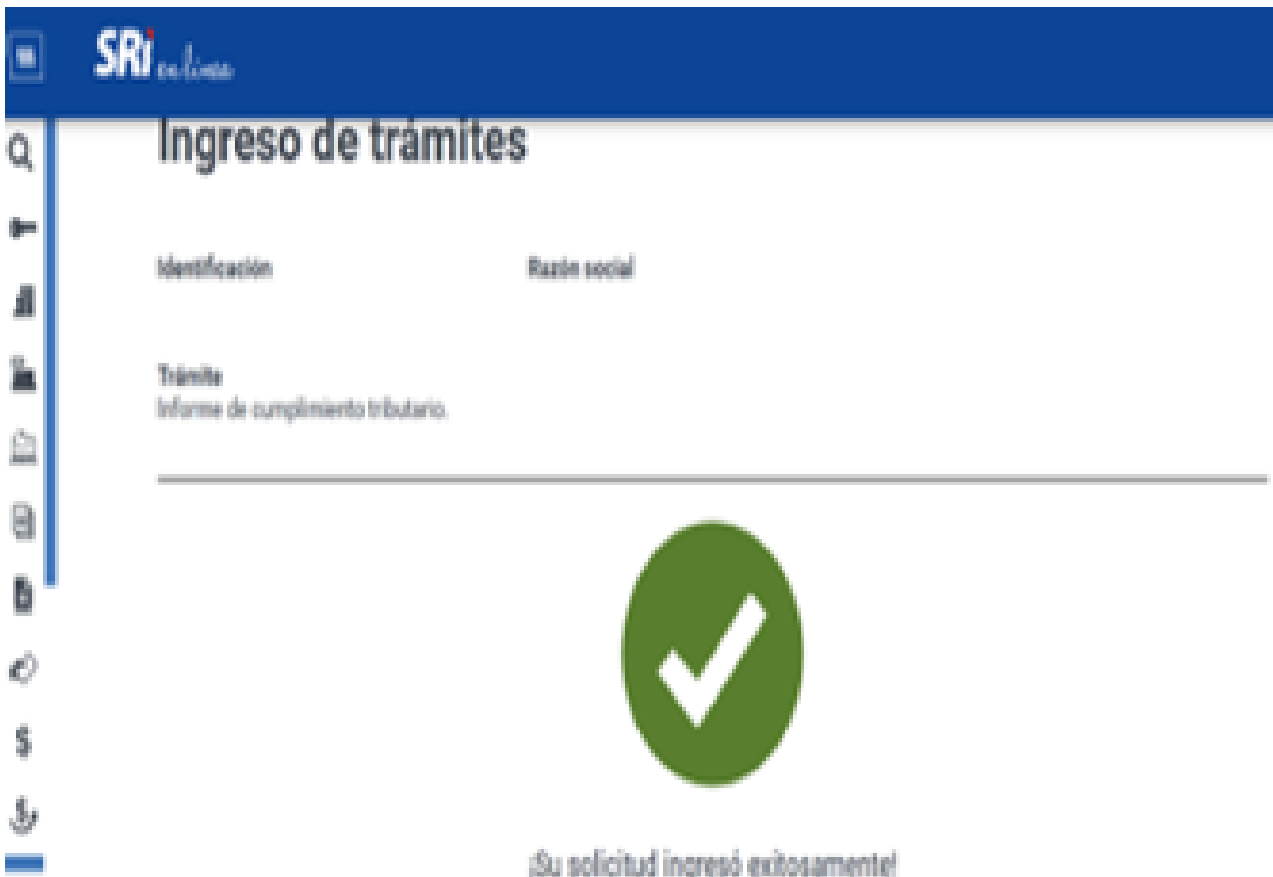 SRi en línea
Ingreso de trámites
Identificación Razón social
Trámite
Informe de cumplimiento tributario.
¡Su solicitud ingresó exitosamente!